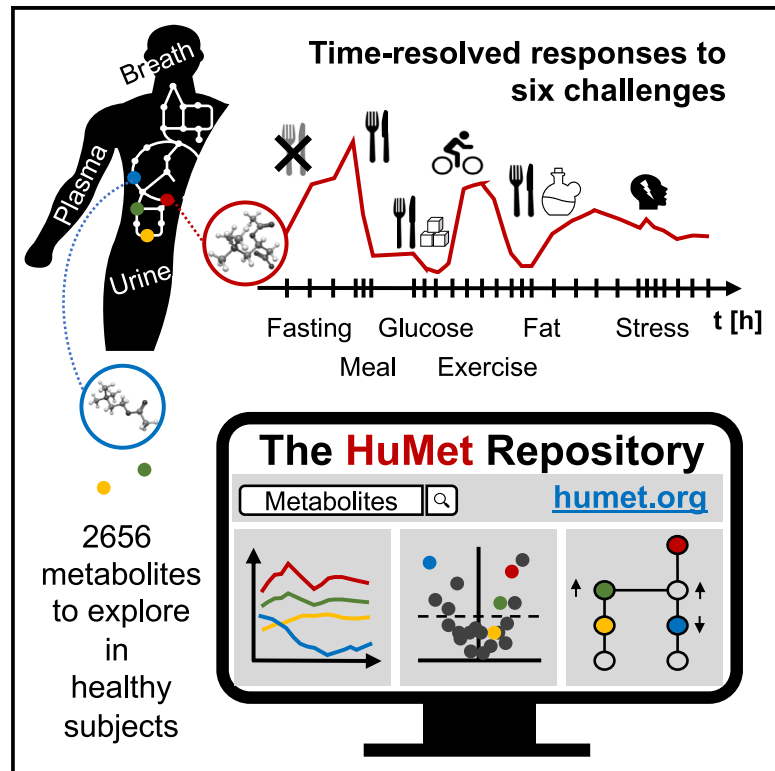 Time-resolved responses to
six challenges
Breath
Plasma
Urine
Fasting
Glucose
Fat
Stress
t [h]
Meal
Exercise
2656
metabolites
to explore
in
healthy
subjects
The HuMet Repository
Metabolites
humet.org